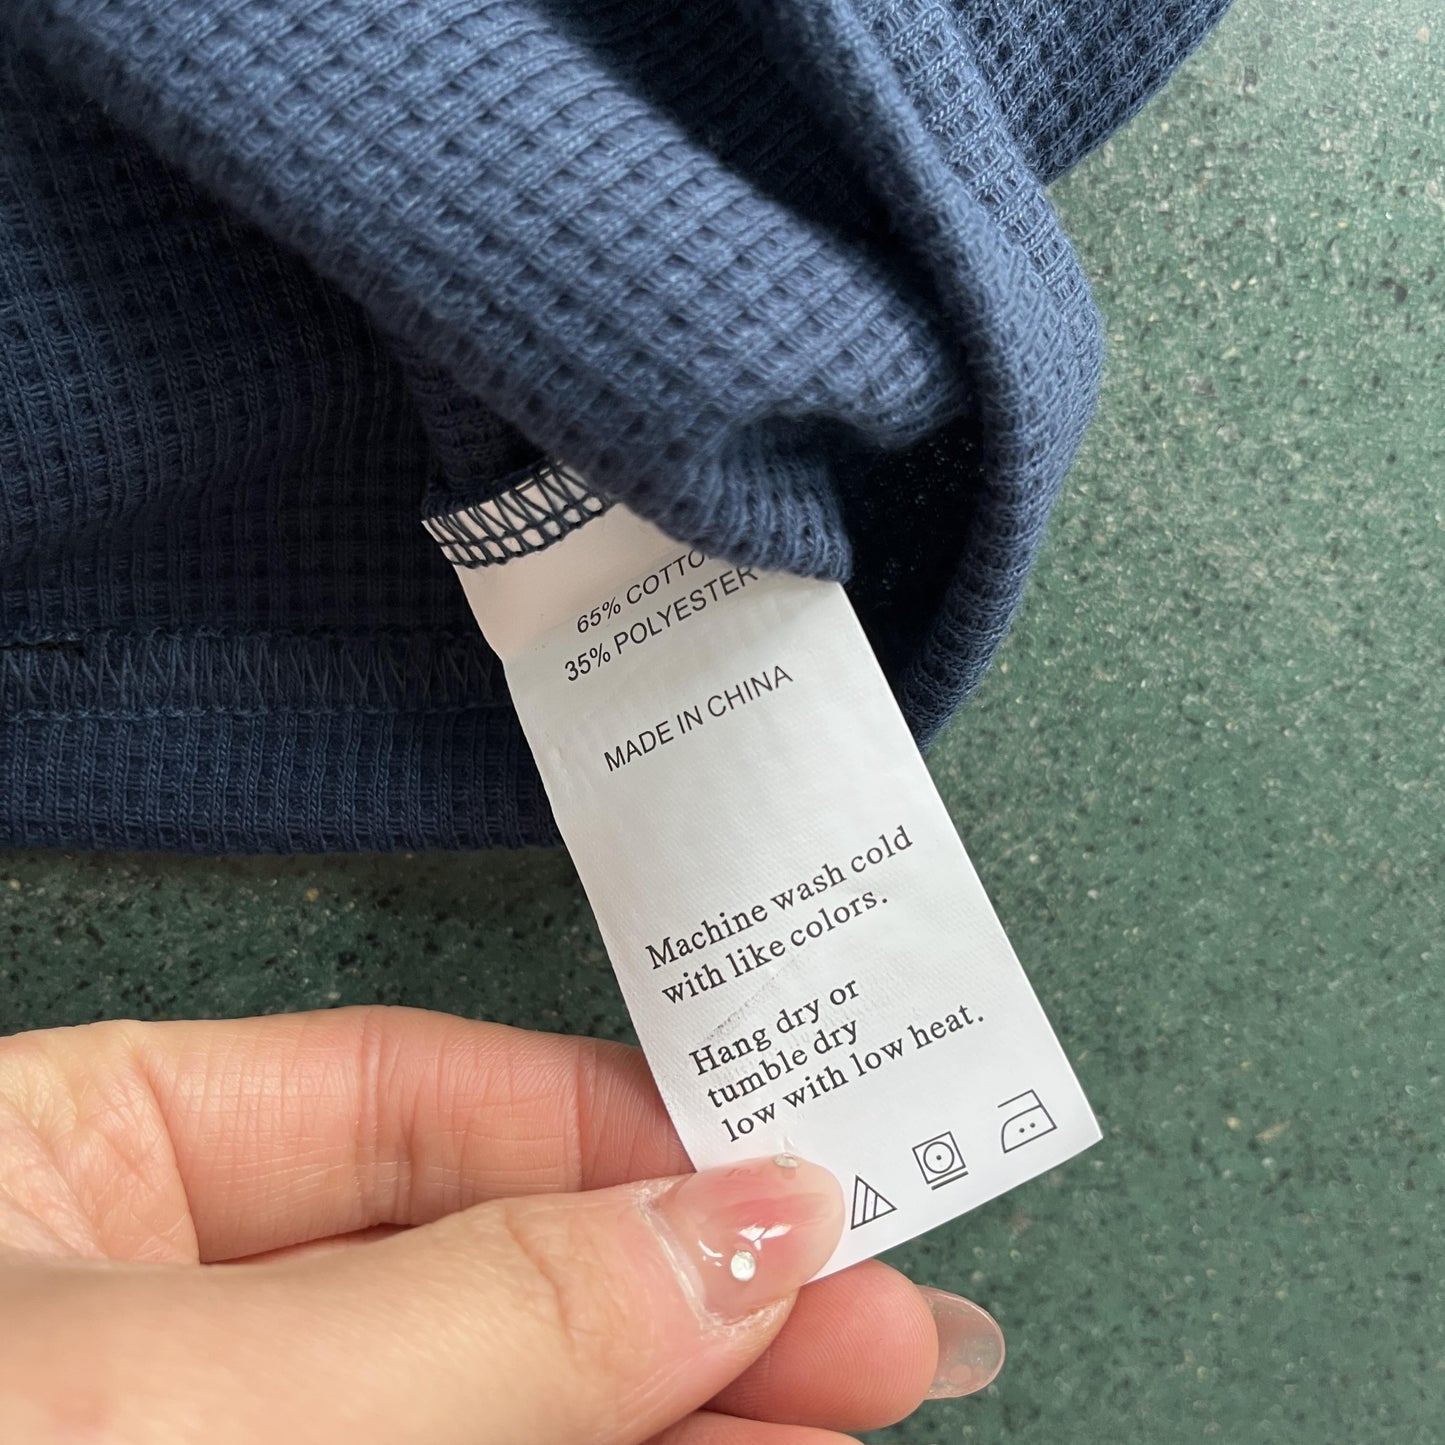 65% COTTO
35% POLYESTER
MADE IN CHINA
Machine wash cold
with like colors.
Hang dry or
tumble dry
low with low heat.